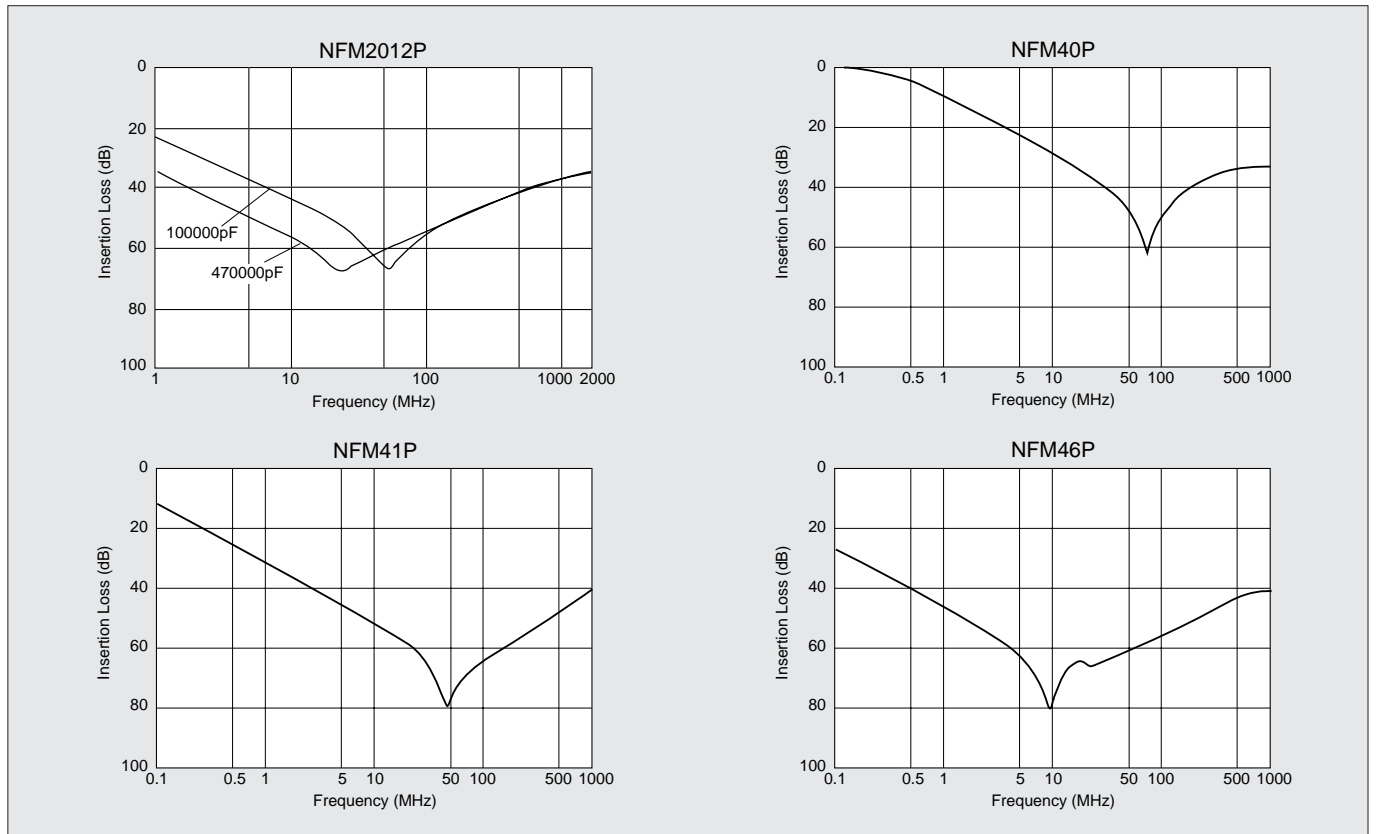 NFM2012P
0
20
40
60
80
100
Insertion Loss (dB)
100000pF
470000pF
1 10 100 1000 2000
Frequency (MHz)
NFM40P
0
20
40
60
80
100
Insertion Loss (dB)
0.1 0.5 1 5 10 50 100 500 1000
Frequency (MHz)
NFM41P
0
20
40
60
80
100
Insertion Loss (dB)
0.1 0.5 1 5 10 50 100 500 1000
Frequency (MHz)
NFM46P
0
20
40
60
80
100
Insertion Loss (dB)
0.1 0.5 1 5 10 50 100 500 1000
Frequency (MHz)